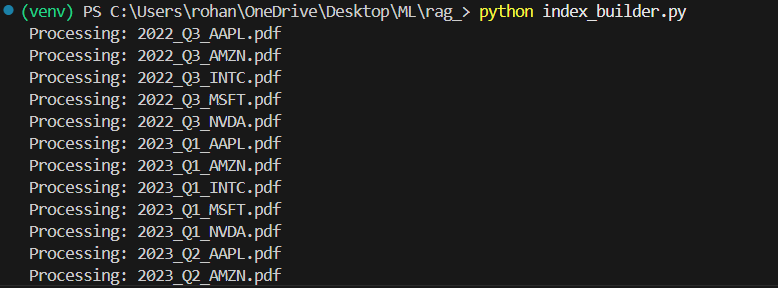 (venv) PS C:\Users\rohan\OneDrive\Desktop\ML\rag_> python index_builder.py
Processing: 2022_Q3_AAPL.pdf
Processing: 2022_Q3_AMZN.pdf
Processing: 2022_Q3_INTC.pdf
Processing: 2022_Q3_MSFT.pdf
Processing: 2022_Q3_NVDA.pdf
Processing: 2023_Q1_AAPL.pdf
Processing: 2023_Q1_AMZN.pdf
Processing: 2023_Q1_INTC.pdf
Processing: 2023_Q1_MSFT.pdf
Processing: 2023_Q1_NVDA.pdf
Processing: 2023_Q2_AAPL.pdf
Processing: 2023_Q2_AMZN.pdf